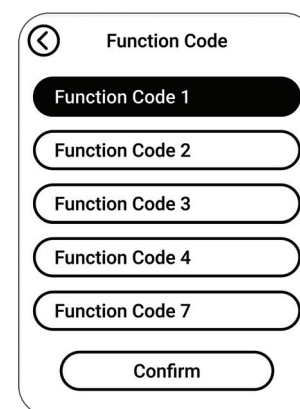 Function Code
Function Code 1
Function Code 2
Function Code 3
Function Code 4
Function Code 7
Confirm